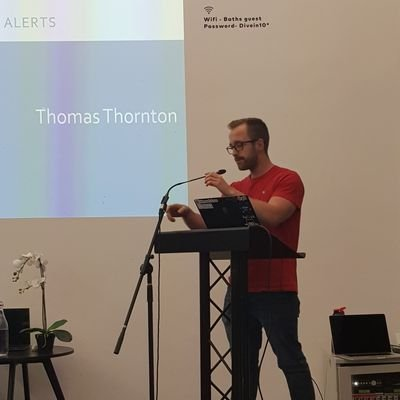 ALERTS
Wifi - Baths guest
Password- Divein10*
Thomas Thornton